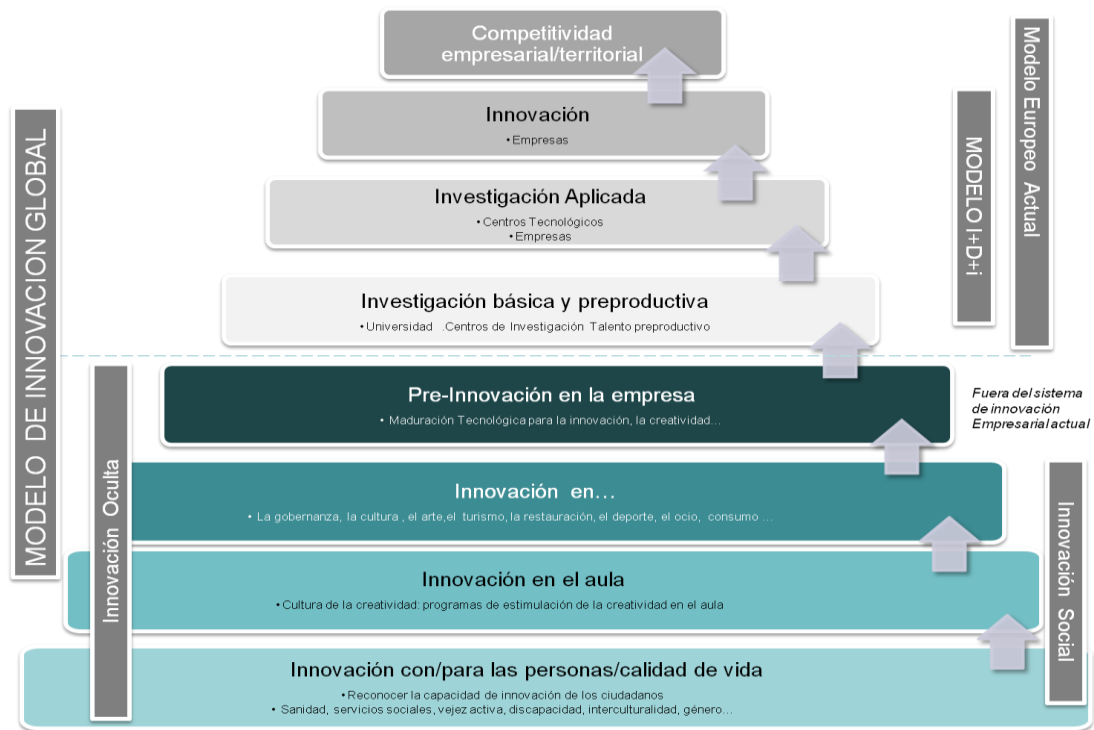 Competitividad
empresarial/territorial
Innovación
• Empresas
Investigación Aplicada
• Centros Tecnológicos
• Empresas
Investigación básica y preproductiva
• Universidad .Centros de Investigación Talento preproductivo
Pre-Innovación en la empresa
• Maduración Tecnológica para la innovación, la creatividad...
Innovación en...
• La gobernanza, la cultura , el arte,el turismo, la restauración, el deporte, el ocio, consumo ...
Innovación en el aula
• Cultura de la creatividad: programas de estimulación de la creatividad en el aula
Innovación con/para las personas/calidad de vida
• Reconocer la capacidad de innovación de los ciudadanos
• Sanidad, servicios sociales, vejez activa, discapacidad, interculturalidad, género...
MODELO DE INNOVACION GLOBAL
Innovación Oculta
MODELO I+D+i
Modelo Europeo Actual
Fuera del sistema
de innovación
Empresarial actual
Innovación Social